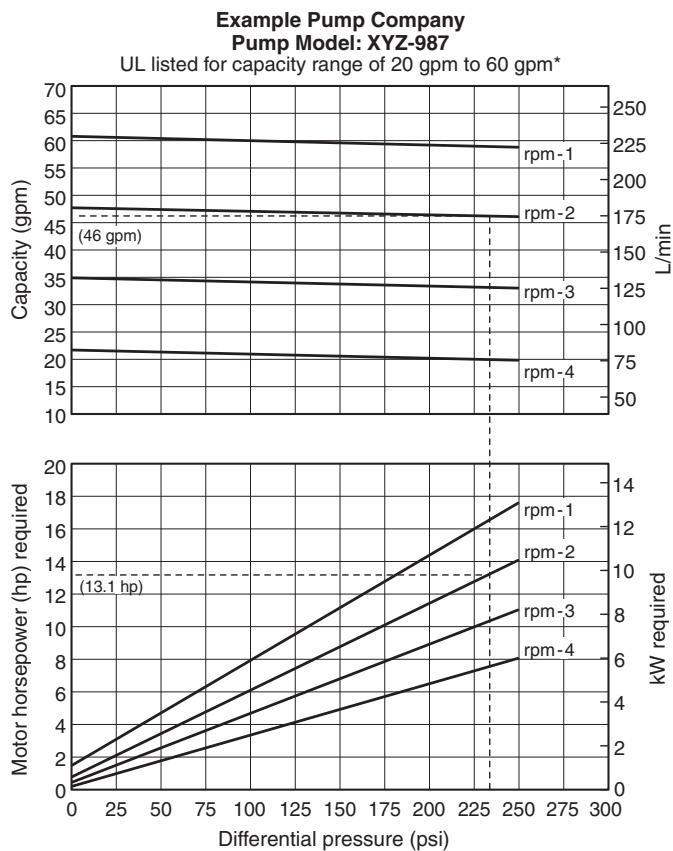 Example Pump Company
Pump Model: XYZ-987
UL listed for capacity range of 20 gpm to 60 gpm*
Capacity (gpm)
70
65
60
55
50
45
40
35
30
25
20
15
10
rpm-1
rpm-2
(46 gpm)
rpm-3
rpm-4
250
225
200
175
150
125
100
75
50
L/min
Motor horsepower (hp) required
20
18
16
14
12
10
8
6
4
2
0
rpm-1
rpm-2
(13.1 hp)
rpm-3
rpm-4
14
12
10
8
6
4
2
0
kW required
0 25 50 75 100 125 150 175 200 225 250 275 300
Differential pressure (psi)